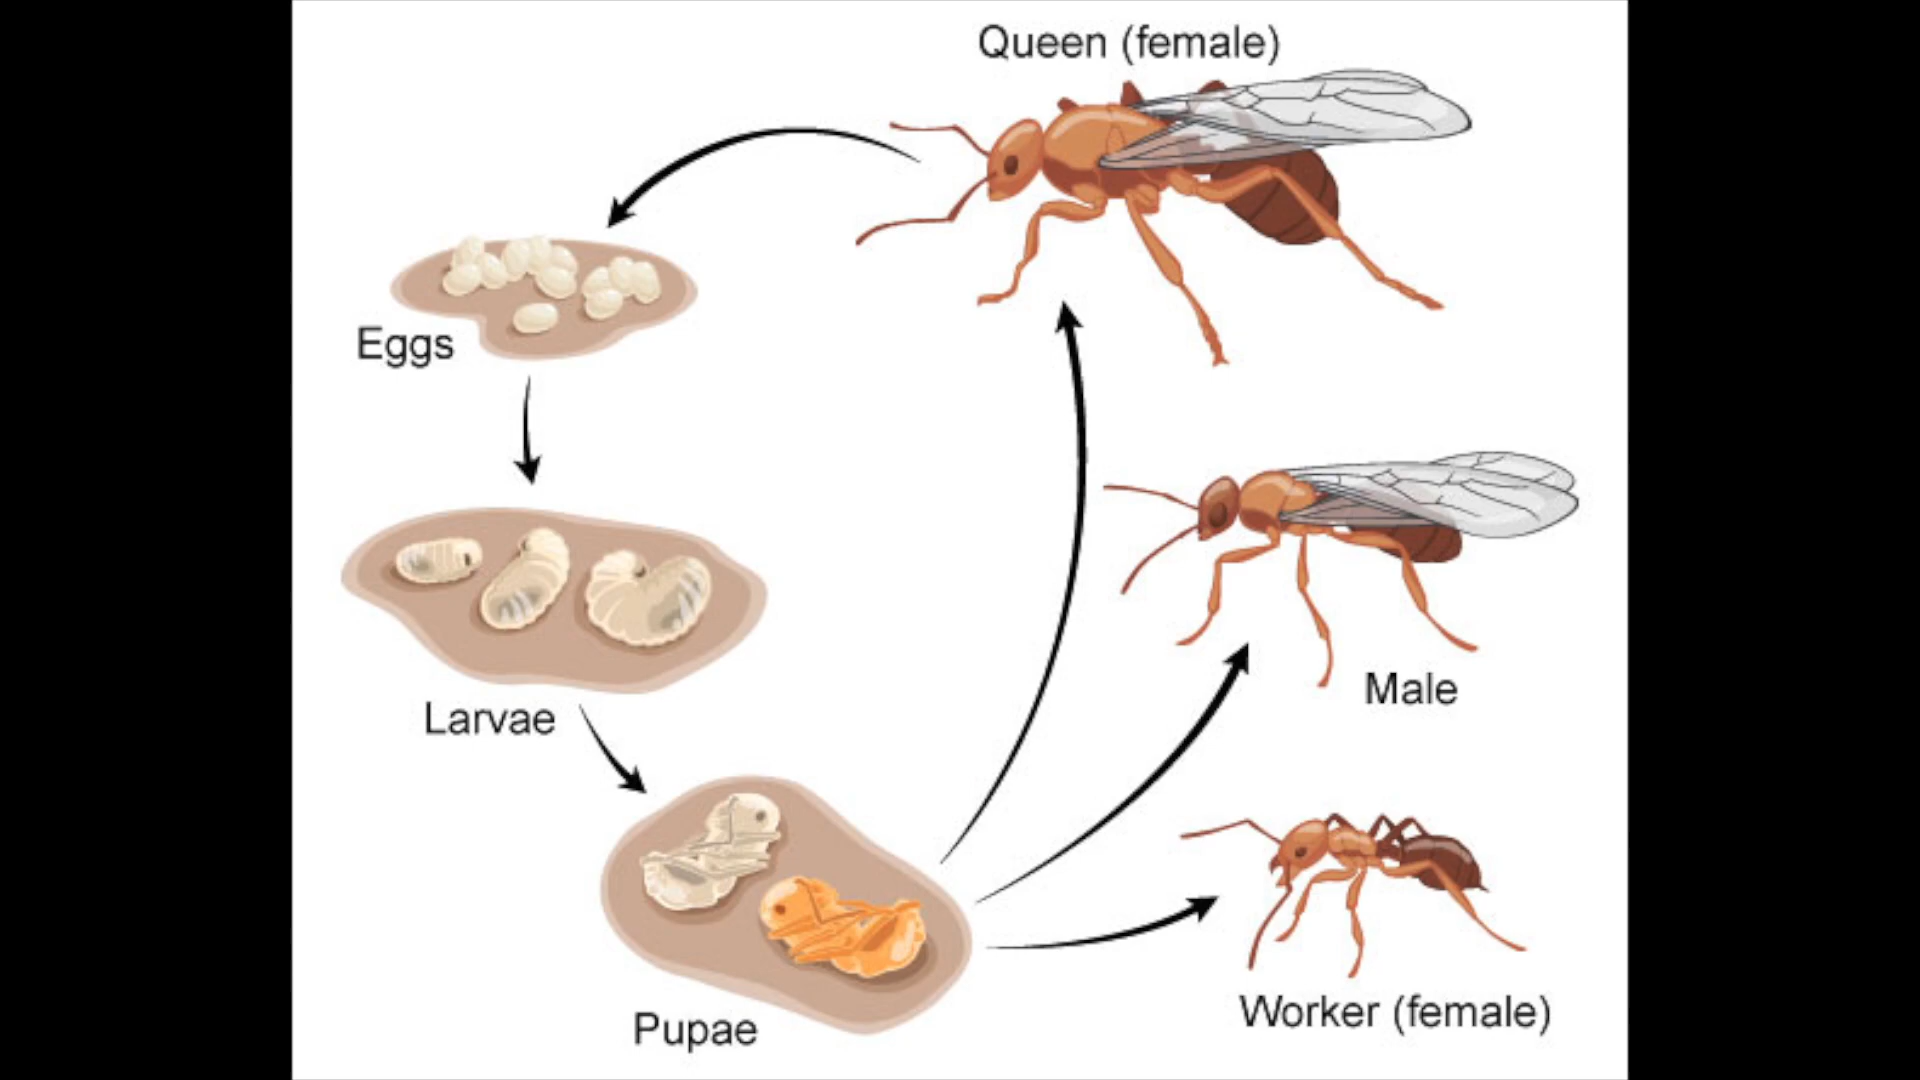 Queen (female)
Eggs
Larvae
Male
Pupae
Worker (female)